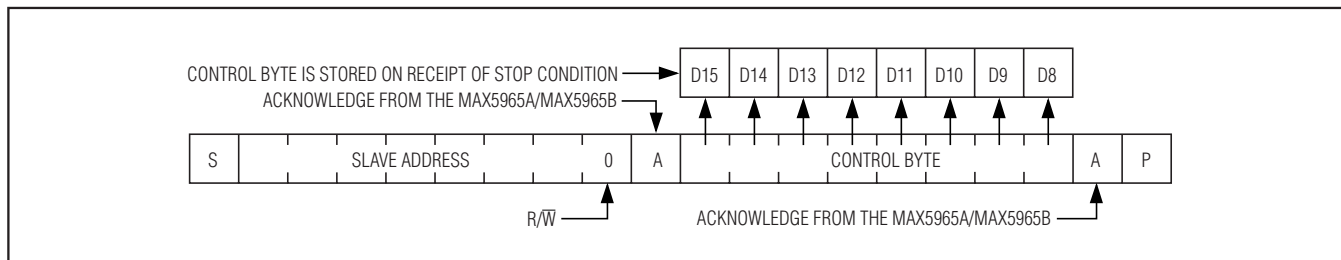 D15 D14 D13 D12 D11 D10 D9 D8
CONTROL BYTE IS STORED ON RECEIPT OF STOP CONDITION
ACKNOWLEDGE FROM THE MAX5965A/MAX5965B
S SLAVE ADDRESS 0 A CONTROL BYTE A P
R/W̅
ACKNOWLEDGE FROM THE MAX5965A/MAX5965B